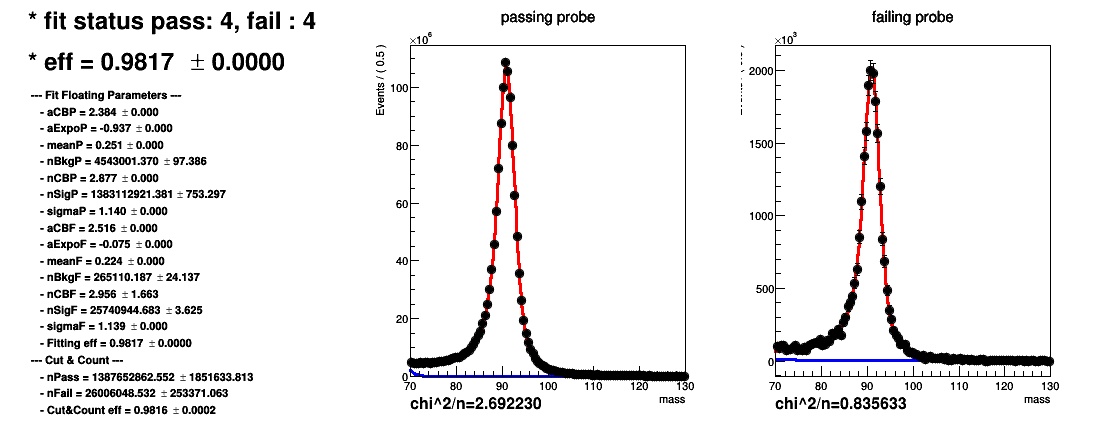 * fit status pass: 4, fail : 4
* eff = 0.9817 ± 0.0000
--- Fit Floating Parameters ---
- aCBP = 2.384 ± 0.000
- aExpoP = -0.937 ± 0.000
- meanP = 0.251 ± 0.000
- nBkgP = 4543001.370 ± 97.386
- nCBP = 2.877 ± 0.000
- nSigP = 1383112921.381 ± 753.297
- sigmaP = 1.140 ± 0.000
- aCBF = 2.516 ± 0.000
- aExpoF = -0.075 ± 0.000
- meanF = 0.224 ± 0.000
- nBkgF = 265110.187 ± 24.137
- nCBF = 2.956 ± 1.663
- nSigF = 25740944.683 ± 3.625
- sigmaF = 1.139 ± 0.000
- Fitting eff = 0.9817 ± 0.0000
--- Cut & Count ---
- nPass = 1387652862.552 ± 1851633.813
- nFail = 26006048.532 ± 253371.063
- Cut&Count eff = 0.9816 ± 0.0002
passing probe
×10⁶
Events / ( 0.5 )
100
80
60
40
20
0
70 80 90 100 110 120 130
mass
chi^2/n=2.692230
failing probe
×10³
2000
1500
1000
500
0
70 80 90 100 110 120 130
mass
chi^2/n=0.835633